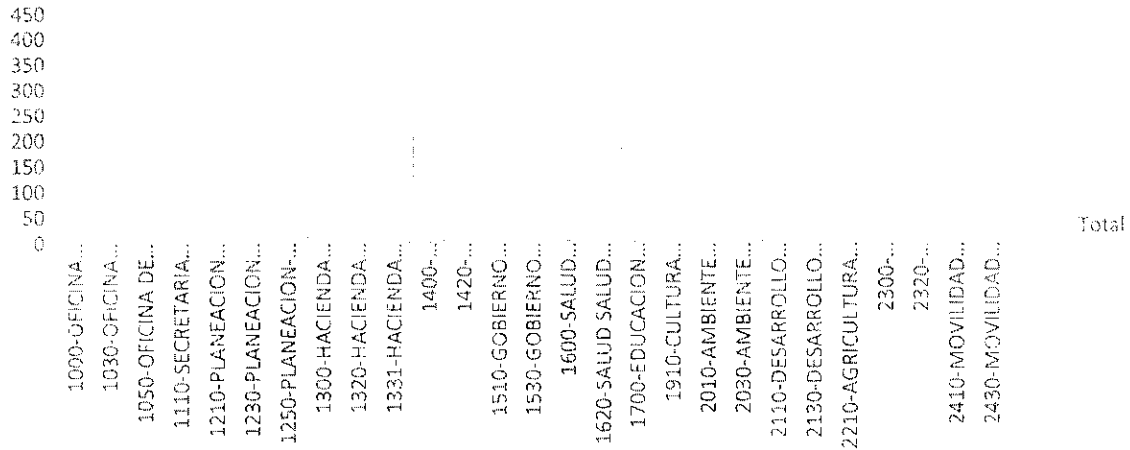 450
400
350
300
250
200
150
100
50
0
Total
1000-OFICINA...
1030-OFICINA...
1050-OFICINA DE...
1110-SECRETARIA...
1210-PLANEACION...
1230-PLANEACION...
1250-PLANEACION-...
1300-HACIENDA...
1320-HACIENDA...
1331-HACIENDA...
1400-...
1420-...
1510-GOBIERNO...
1530-GOBIERNO...
1600-SALUD...
1620-SALUD SALUD...
1700-EDUCACION...
1910-CULTURA...
2010-AMBIENTE...
2030-AMBIENTE...
2110-DESARROLLO...
2130-DESARROLLO...
2210-AGRICULTURA...
2300-...
2320-...
2410-MOVILIDAD...
2430-MOVILIDAD...